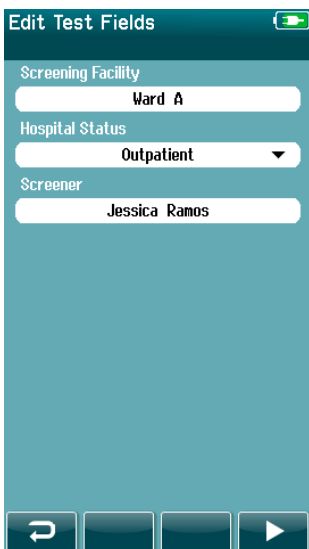 Edit Test Fields
Screening Facility
Ward A
Hospital Status
Outpatient
Screener
Jessica Ramos